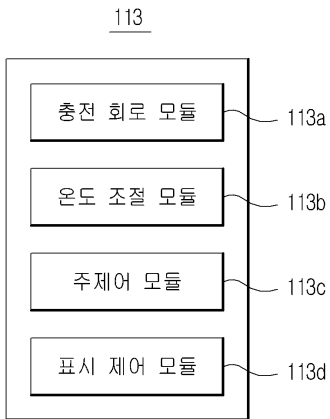 113
충전 회로 모듈
113a
온도 조절 모듈
113b
주제어 모듈
113c
표시 제어 모듈
113d